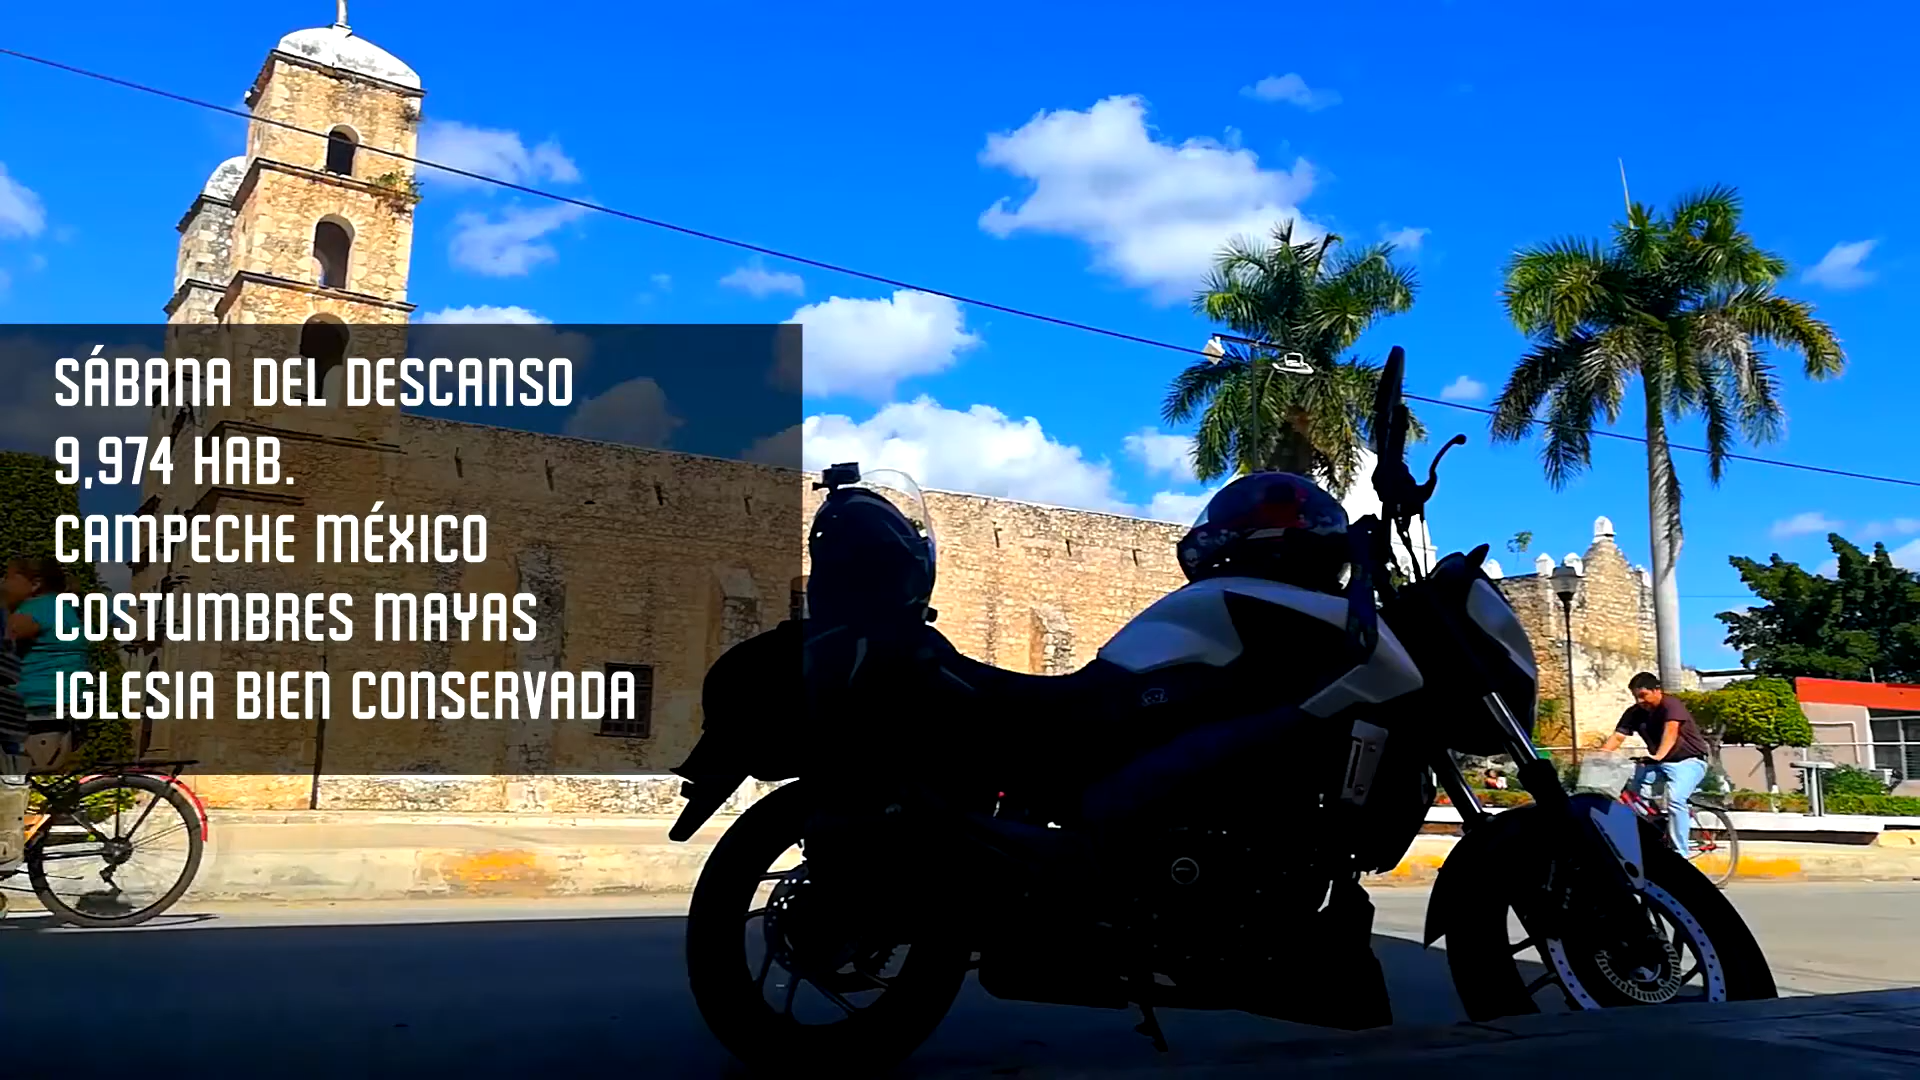 SÁBANA DEL DESCANSO
9,974 HAB.
CAMPECHE MÉXICO
COSTUMBRES MAYAS
IGLESIA BIEN CONSERVADA